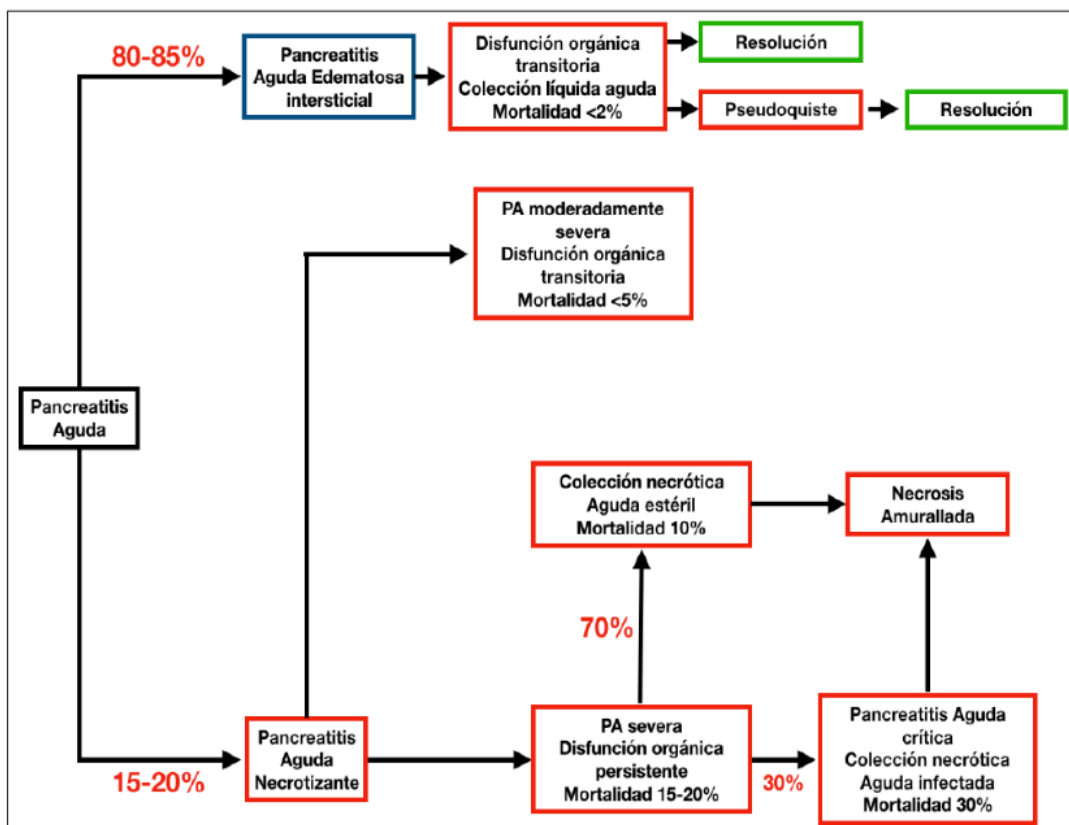 80-85%
Pancreatitis
Aguda Edematosa
intersticial
Disfunción orgánica
transitoria
Colección líquida aguda
Mortalidad <2%
Resolución
Pseudoquiste
Resolución
PA moderadamente
severa
Disfunción orgánica
transitoria
Mortalidad <5%
Pancreatitis
Aguda
Colección necrótica
Aguda estéril
Mortalidad 10%
Necrosis
Amurallada
70%
15-20%
Pancreatitis
Aguda
Necrotizante
PA severa
Disfunción orgánica
persistente
Mortalidad 15-20%
30%
Pancreatitis Aguda
crítica
Colección necrótica
Aguda infectada
Mortalidad 30%